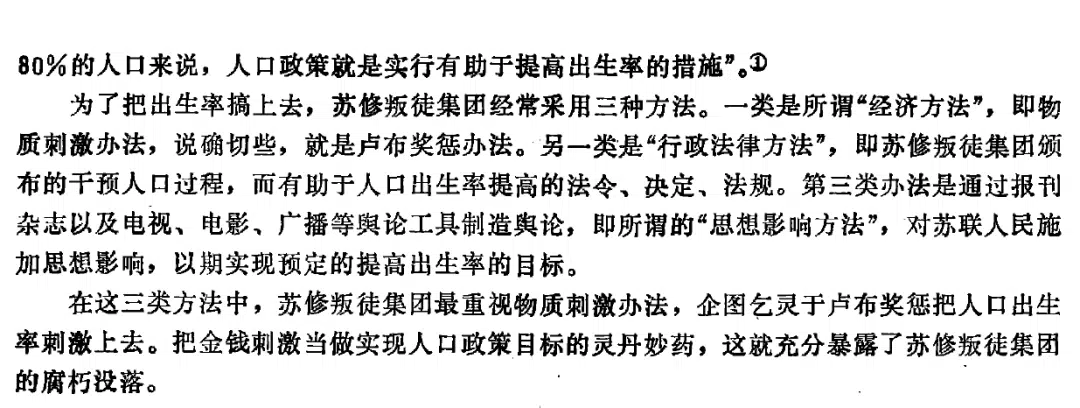 80%的人口来说，人口政策就是实行有助于提高出生率的措施”。①
为了把出生率搞上去，苏修叛徒集团经常采用三种方法。一类是所谓“经济方法”，即物
质刺激办法，说确切些，就是卢布奖惩办法。另一类是“行政法律方法”，即苏修叛徒集团颁
布的干预人口过程，而有助于人口出生率提高的法令、决定、法规。第三类办法是通过报刊
杂志以及电视、电影、广播等舆论工具制造舆论，即所谓的“思想影响方法”，对苏联人民施
加思想影响，以期实现预定的提高出生率的目标。
在这三类方法中，苏修叛徒集团最重视物质刺激办法，企图乞灵于卢布奖惩把人口出生
率刺激上去。把金钱刺激当做实现人口政策目标的灵丹妙药，这就充分暴露了苏修叛徒集团
的腐朽没落。